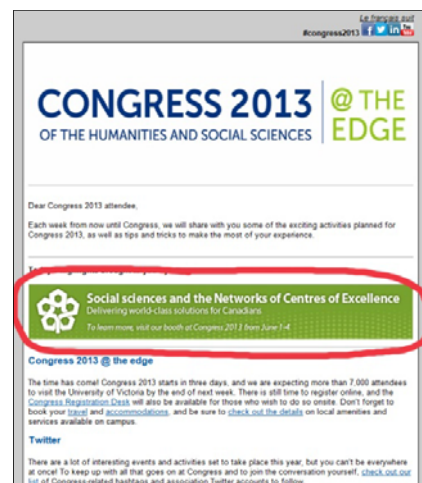 Le français suit
#congress2013
CONGRESS 2013
OF THE HUMANITIES AND SOCIAL SCIENCES
@ THE
EDGE
Dear Congress 2013 attendee,
Each week from now until Congress, we will share with you some of the exciting activities planned for
Congress 2013, as well as tips and tricks to make the most of your experience.
Social sciences and the Networks of Centres of Excellence
Delivering world-class solutions for Canadians
To learn more, visit our booth at Congress 2013 from June 1-4
Congress 2013 @ the edge
The time has come! Congress 2013 starts in three days, and we are expecting more than 7,000 attendees
to visit the University of Victoria by the end of next week. There is still time to register online, and the
Congress Registration Desk will also be available for those who wish to do so onsite. Don't forget to
book your travel and accommodations, and be sure to check out the details on local amenities and
services available on campus.
Twitter
There are a lot of interesting events and activities set to take place this year, but you can't be everywhere
at once! To keep up with all that goes on at Congress and to join the conversation yourself, check out our
list of Congress-related hashtags and association Twitter accounts to follow.